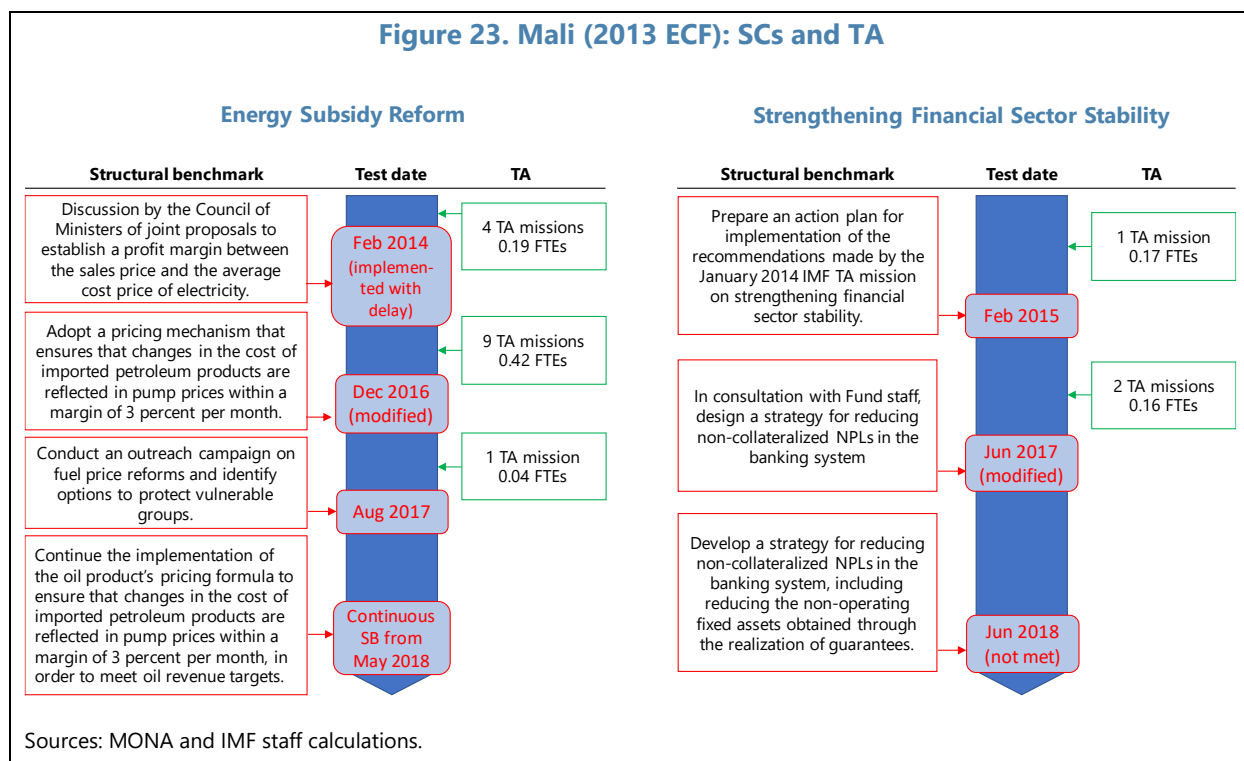 Figure 23. Mali (2013 ECF): SCs and TA
Energy Subsidy Reform
Structural benchmark
Test date
TA
Discussion by the Council of
Ministers of joint proposals to
establish a profit margin between
the sales price and the average
cost price of electricity.
Feb 2014
(implemen-
ted with
delay)
4 TA missions
0.19 FTEs
Adopt a pricing mechanism that
ensures that changes in the cost of
imported petroleum products are
reflected in pump prices within a
margin of 3 percent per month.
Dec 2016
(modified)
9 TA missions
0.42 FTEs
Conduct an outreach campaign on
fuel price reforms and identify
options to protect vulnerable
groups.
Aug 2017
1 TA mission
0.04 FTEs
Continue the implementation of
the oil product's pricing formula to
ensure that changes in the cost of
imported petroleum products are
reflected in pump prices within a
margin of 3 percent per month, in
order to meet oil revenue targets.
Continuous
SB from
May 2018
Strengthening Financial Sector Stability
Structural benchmark
Test date
TA
Prepare an action plan for
implementation of the
recommendations made by the
January 2014 IMF TA mission
on strengthening financial
sector stability.
Feb 2015
1 TA mission
0.17 FTEs
In consultation with Fund staff,
design a strategy for reducing
non-collateralized NPLs in the
banking system
Jun 2017
(modified)
2 TA missions
0.16 FTEs
Develop a strategy for reducing
non-collateralized NPLs in the
banking system, including
reducing the non-operating
fixed assets obtained through
the realization of guarantees.
Jun 2018
(not met)
Sources: MONA and IMF staff calculations.